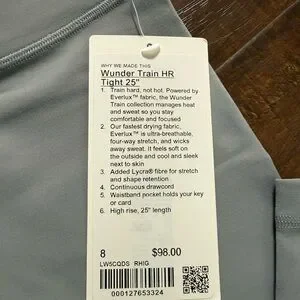 8
WHY WE MADE THIS
Wunder Train HR
Tight 25"
1. Train hard, not hot. Powered by
Everlux™ fabric, the Wunder
Train collection manages heat
and sweat so you stay
comfortable and focused
2. Our fastest drying fabric,
Everlux™ is ultra-breathable,
four-way stretch, and wicks
away sweat. It feels soft on
the outside and cool and sleek
next to skin
3. Added Lycra® fibre for stretch
and shape retention
4. Continuous drawcord
5. Waistband pocket holds your key
or card
6. High rise, 25" length
8 $98.00
LW5CQDS RHIG
000127653324